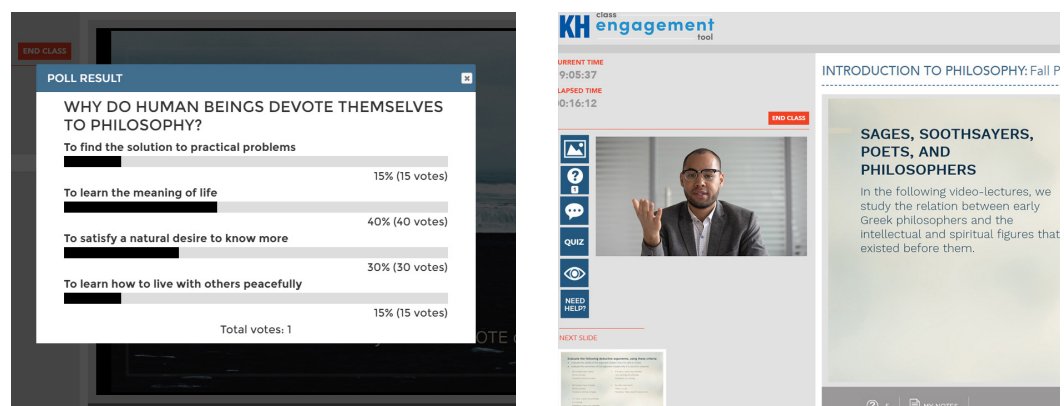 END CLASS
POLL RESULT
WHY DO HUMAN BEINGS DEVOTE THEMSELVES
TO PHILOSOPHY?
To find the solution to practical problems
15% (15 votes)
To learn the meaning of life
40% (40 votes)
To satisfy a natural desire to know more
30% (30 votes)
To learn how to live with others peacefully
15% (15 votes)
Total votes: 1
OTE
KH class
engagement
tool
URRENT TIME
9:05:37
LAPSED TIME
0:16:12
END CLASS
?
1
QUIZ
NEED
HELP?
NEXT SLIDE
INTRODUCTION TO PHILOSOPHY: Fall P
SAGES, SOOTHSAYERS,
POETS, AND
PHILOSOPHERS
In the following video-lectures, we
study the relation between early
Greek philosophers and the
intellectual and spiritual figures that
existed before them.
MY NOTES